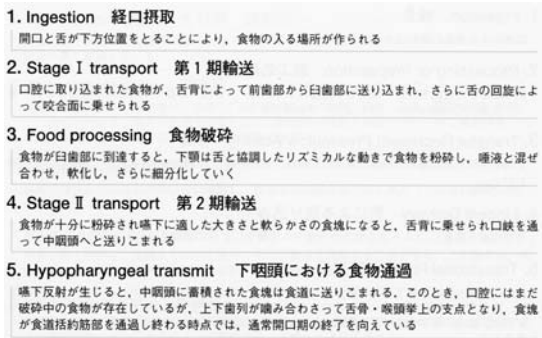 1. Ingestion 経口摂取
開口と舌が下方位置をとることにより，食物の入る場所が作られる
2. Stage Ⅰ transport 第1期輸送
口腔に取り込まれた食物が，舌背によって前歯部から臼歯部に送り込まれ，さらに舌の回旋によ
って咬合面に乗せられる
3. Food processing 食物破砕
食物が臼歯部に到達すると，下顎は舌と協調したリズミカルな動きで食物を粉砕し，唾液と混ぜ
合わせ，軟化し，さらに細分化していく
4. Stage Ⅱ transport 第2期輸送
食物が十分に粉砕され嚥下に適した大きさと軟らかさの食塊になると，舌背に乗せられ口峡を通
って中咽頭へと送りこまれる
5. Hypopharyngeal transmit 下咽頭における食物通過
嚥下反射が生じると，中咽頭に蓄積された食塊は食道に送りこまれる．このとき，口腔にはまだ
破砕中の食物が存在しているが，上下歯列が噛み合わさって舌骨・喉頭挙上の支点となり，食塊
が食道括約筋部を通過し終わる時点では，通常開口期の終了を向えている